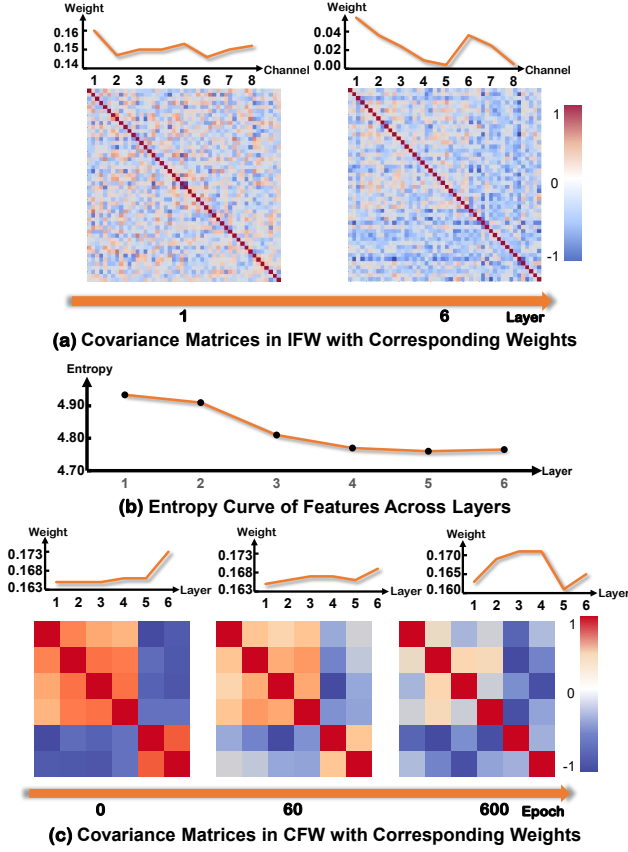 Weight
Weight
0.16
0.15
0.14
0.04
0.02
0.00
Channel
Channel
1 2 3 4 5 6 7 8
1 2 3 4 5 6 7 8
1
0
-1
1
6
Layer
(a) Covariance Matrices in IFW with Corresponding Weights
Entropy
4.90
4.80
4.70
Layer
1 2 3 4 5 6
(b) Entropy Curve of Features Across Layers
Weight
Weight
Weight
0.173
0.168
0.163
0.173
0.168
0.163
0.170
0.165
0.160
Layer
Layer
Layer
1 2 3 4 5 6
1 2 3 4 5 6
1 2 3 4 5 6
1
0
-1
0
60
600
Epoch
(c) Covariance Matrices in CFW with Corresponding Weights